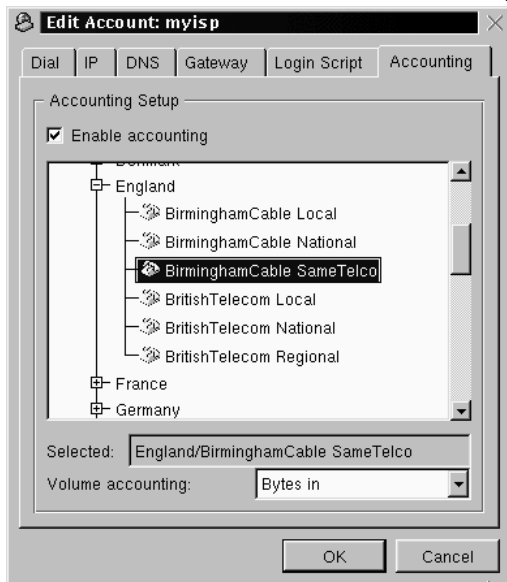 Edit Account: myisp
Dial IP DNS Gateway Login Script Accounting
Accounting Setup
Enable accounting
Denmark
England
BirminghamCable Local
BirminghamCable National
BirminghamCable SameTelco
BritishTelecom Local
BritishTelecom National
BritishTelecom Regional
France
Germany
Selected: England/BirminghamCable SameTelco
Volume accounting: Bytes in
OK Cancel